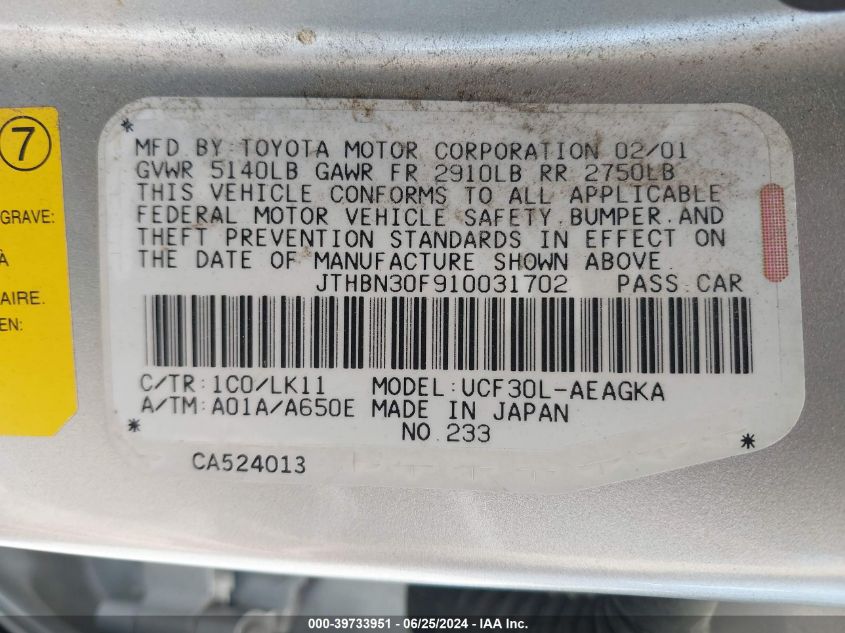 7
GRAVE:
À
AIRE.
EN:
MFD BY: TOYOTA MOTOR CORPORATION 02/01
GVWR 5140LB GAWR FR 2910LB RR 2750LB
THIS VEHICLE CONFORMS TO ALL APPLICABLE
FEDERAL MOTOR VEHICLE SAFETY, BUMPER, AND
THEFT PREVENTION STANDARDS IN EFFECT ON
THE DATE OF MANUFACTURE SHOWN ABOVE.
JTHBN30F910031702 PASS. CAR
C/TR: 1C0/LK11 MODEL: UCF30L-AEAGKA
A/TM: A01A/A650E MADE IN JAPAN
NO. 233
CA524013
000-39733951 - 06/25/2024 - IAA Inc.